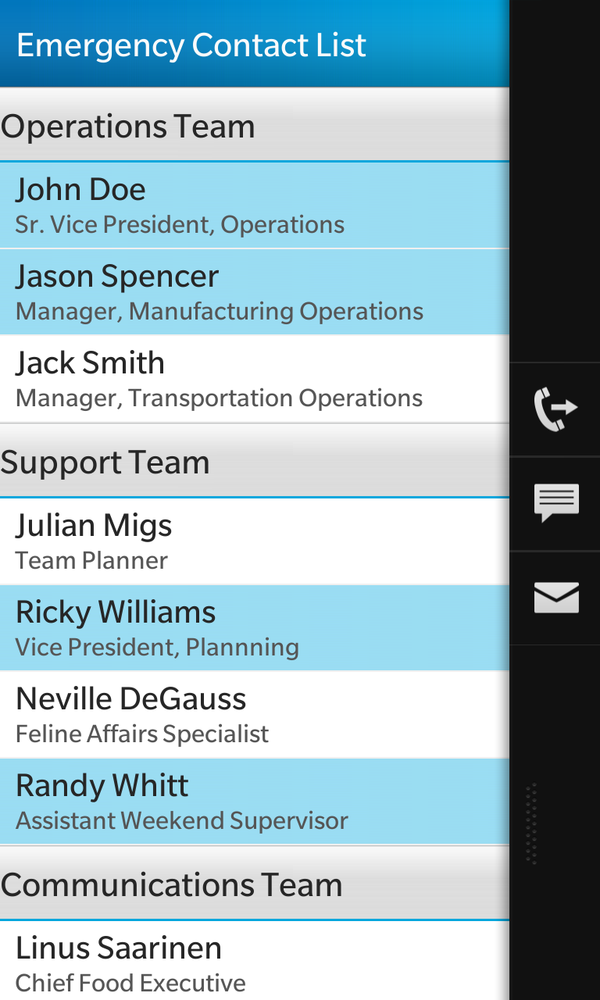 Emergency Contact List
Operations Team
John Doe
Sr. Vice President, Operations
Jason Spencer
Manager, Manufacturing Operations
Jack Smith
Manager, Transportation Operations
Support Team
Julian Migs
Team Planner
Ricky Williams
Vice President, Plannning
Neville DeGauss
Feline Affairs Specialist
Randy Whitt
Assistant Weekend Supervisor
Communications Team
Linus Saarinen
Chief Food Executive